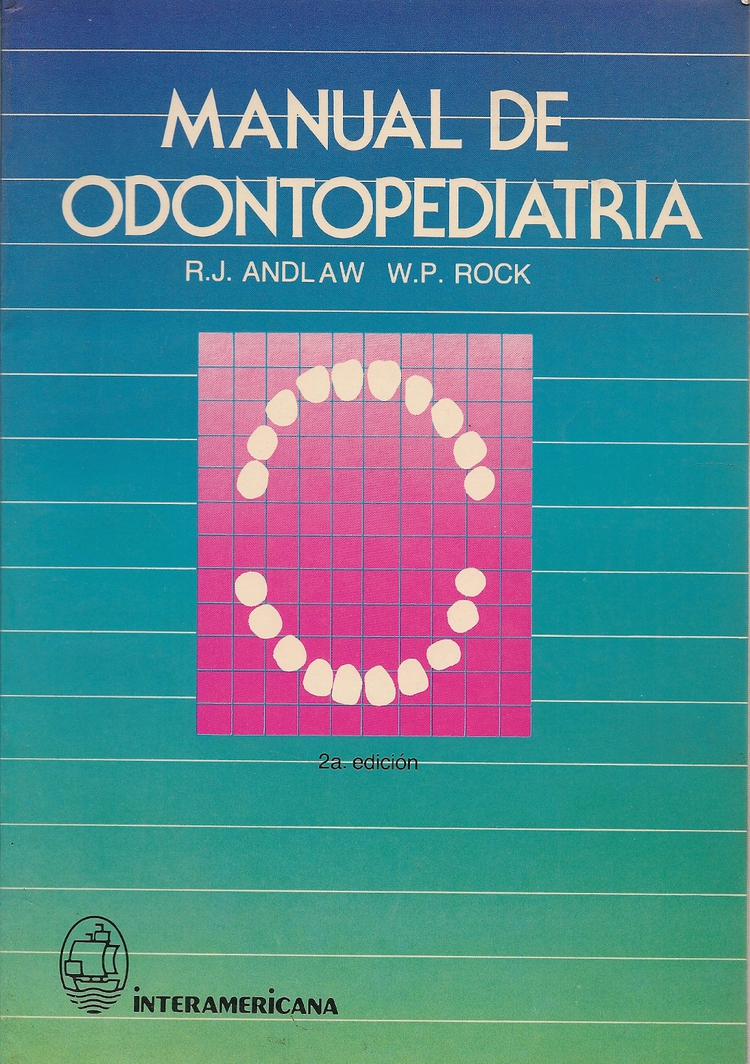 MANUAL DE
ODONTOPEDIATRIA
R.J. ANDLAW W.P. ROCK
2a. edición
INTERAMERICANA